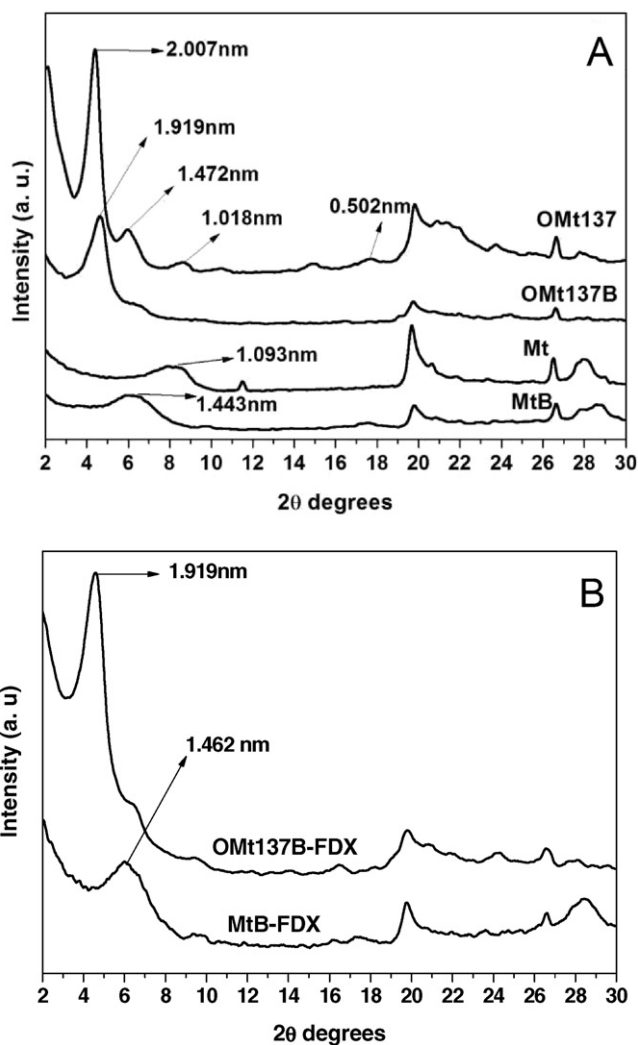 A
2.007nm
1.919nm
1.472nm
1.018nm
0.502nm
OMt137
OMt137B
1.093nm
Mt
1.443nm
MtB
Intensity (a. u.)
2 4 6 8 10 12 14 16 18 20 22 24 26 28 30
2θ degrees
B
1.919nm
1.462 nm
OMt137B-FDX
MtB-FDX
Intensity (a. u)
2 4 6 8 10 12 14 16 18 20 22 24 26 28 30
2θ degrees